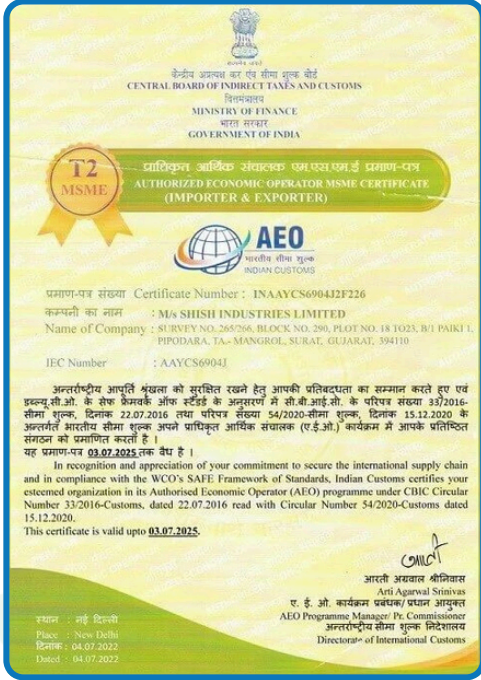 सत्यमेव जयते
केन्द्रीय अप्रत्यक्ष कर एवं सीमा शुल्क बोर्ड
CENTRAL BOARD OF INDIRECT TAXES AND CUSTOMS
वित्तमंत्रालय
MINISTRY OF FINANCE
भारत सरकार
GOVERNMENT OF INDIA
T2
MSME
प्राधिकृत आर्थिक संचालक एम.एस.एम.ई प्रमाण-पत्र
AUTHORIZED ECONOMIC OPERATOR MSME CERTIFICATE
(IMPORTER & EXPORTER)
AEO
भारतीय सीमा शुल्क
INDIAN CUSTOMS
प्रमाण-पत्र संख्या Certificate Number : INAAYCS6904J2F226
कम्पनी का नाम : M/s SHISH INDUSTRIES LIMITED
Name of Company : SURVEY NO. 265/266, BLOCK NO. 290, PLOT NO. 18 TO23, B/1 PAIKI 1,
PIPODARA, TA.- MANGROL, SURAT, GUJARAT, 394110
IEC Number : AAYCS6904J
अन्तर्राष्ट्रीय आपूर्ति श्रृंखला को सुरक्षित रखने हेतु आपकी प्रतिबद्धता का सम्मान करते हुए एवं
डब्ल्यू.सी.ओ. के सेफ फ्रेमवर्क ऑफ स्टैंडर्ड के अनुसरण में सी.बी.आई.सी. के परिपत्र संख्या 33/2016-
सीमा शुल्क, दिनांक 22.07.2016 तथा परिपत्र संख्या 54/2020-सीमा शुल्क, दिनांक 15.12.2020 के
अन्तर्गत भारतीय सीमा शुल्क अपने प्राधिकृत आर्थिक संचालक (ए.ई.ओ.) कार्यक्रम में आपके प्रतिष्ठित
संगठन को प्रमाणित करता है ।
यह प्रमाण-पत्र 03.07.2025 तक वैध है ।
In recognition and appreciation of your commitment to secure the international supply chain
and in compliance with the WCO's SAFE Framework of Standards, Indian Customs certifies your
esteemed organization in its Authorised Economic Operator (AEO) programme under CBIC Circular
Number 33/2016-Customs, dated 22.07.2016 read with Circular Number 54/2020-Customs dated
15.12.2020.
This certificate is valid upto 03.07.2025.
आरती अग्रवाल श्रीनिवास
Arti Agarwal Srinivas
ए. ई. ओ. कार्यक्रम प्रबंधक/ प्रधान आयुक्त
AEO Programme Manager/ Pr. Commissioner
अन्तर्राष्ट्रीय सीमा शुल्क निदेशालय
Directorate of International Customs
स्थान : नई दिल्ली
Place : New Delhi
दिनांक : 04.07.2022
Dated : 04.07.2022